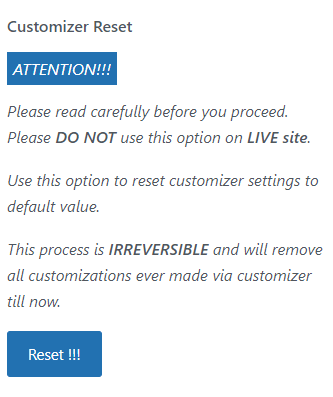 Customizer Reset
ATTENTION!!!
Please read carefully before you proceed.
Please DO NOT use this option on LIVE site.
Use this option to reset customizer settings to
default value.
This process is IRREVERSIBLE and will remove
all customizations ever made via customizer
till now.
Reset !!!